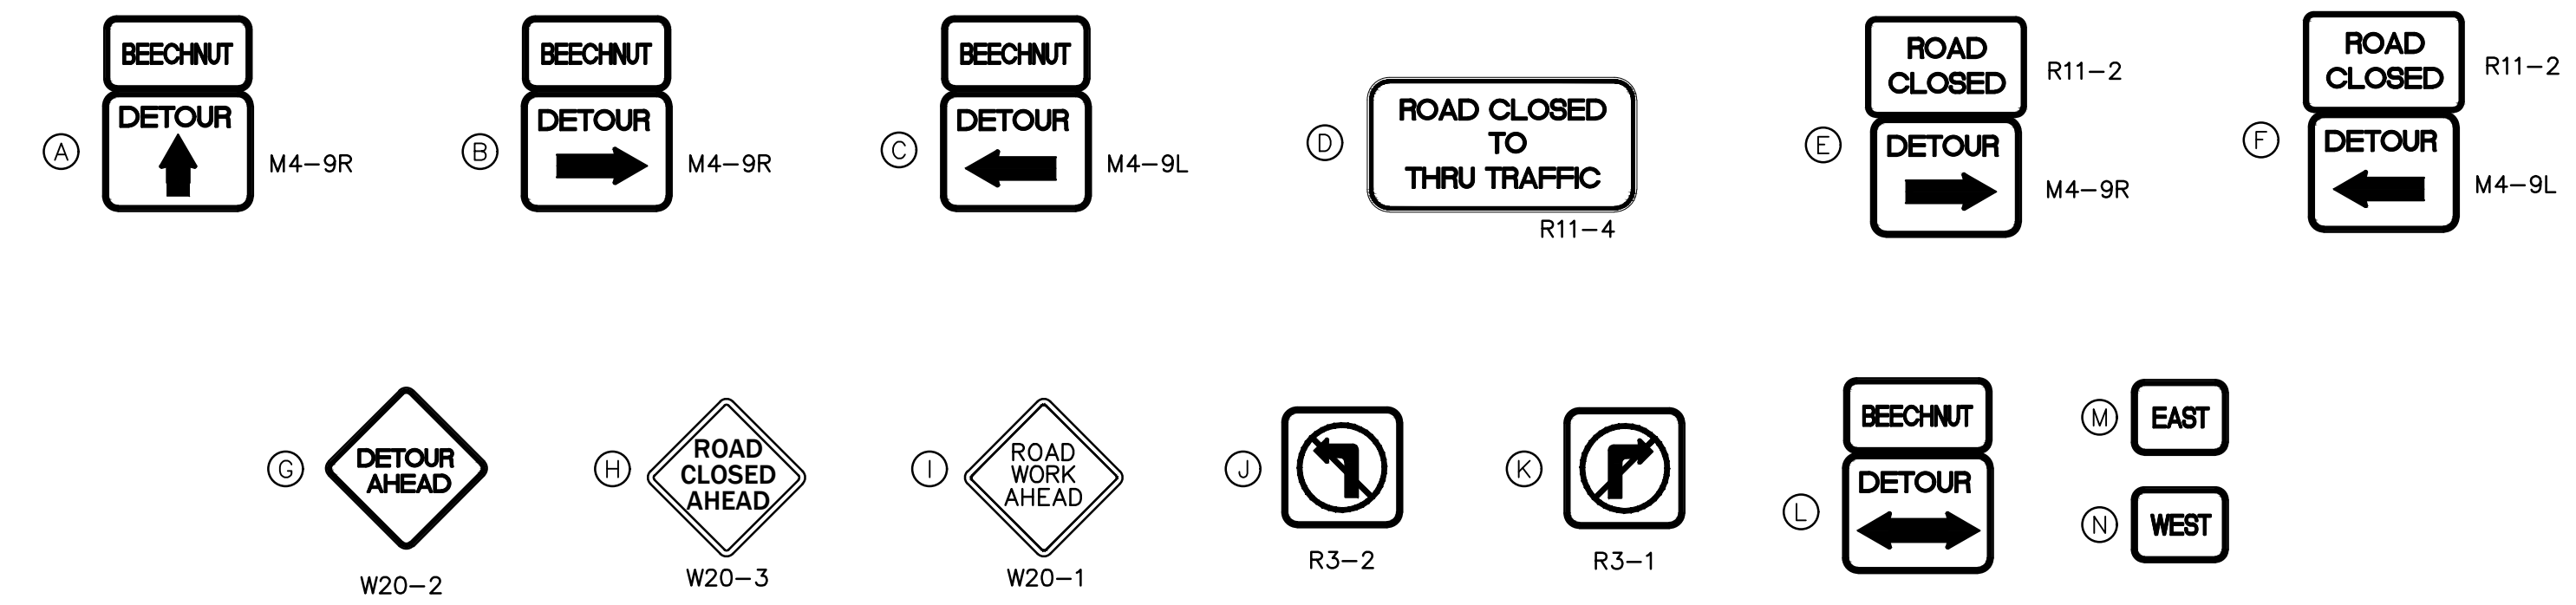 A
BEECHNUT
DETOUR
M4-9R
B
BEECHNUT
DETOUR
M4-9R
C
BEECHNUT
DETOUR
M4-9L
D
ROAD CLOSED
TO
THRU TRAFFIC
R11-4
E
ROAD
CLOSED
R11-2
DETOUR
M4-9R
F
ROAD
CLOSED
R11-2
DETOUR
M4-9L
G
DETOUR
AHEAD
W20-2
H
ROAD
CLOSED
AHEAD
W20-3
I
ROAD
WORK
AHEAD
W20-1
J
R3-2
K
R3-1
L
BEECHNUT
DETOUR
M
EAST
N
WEST